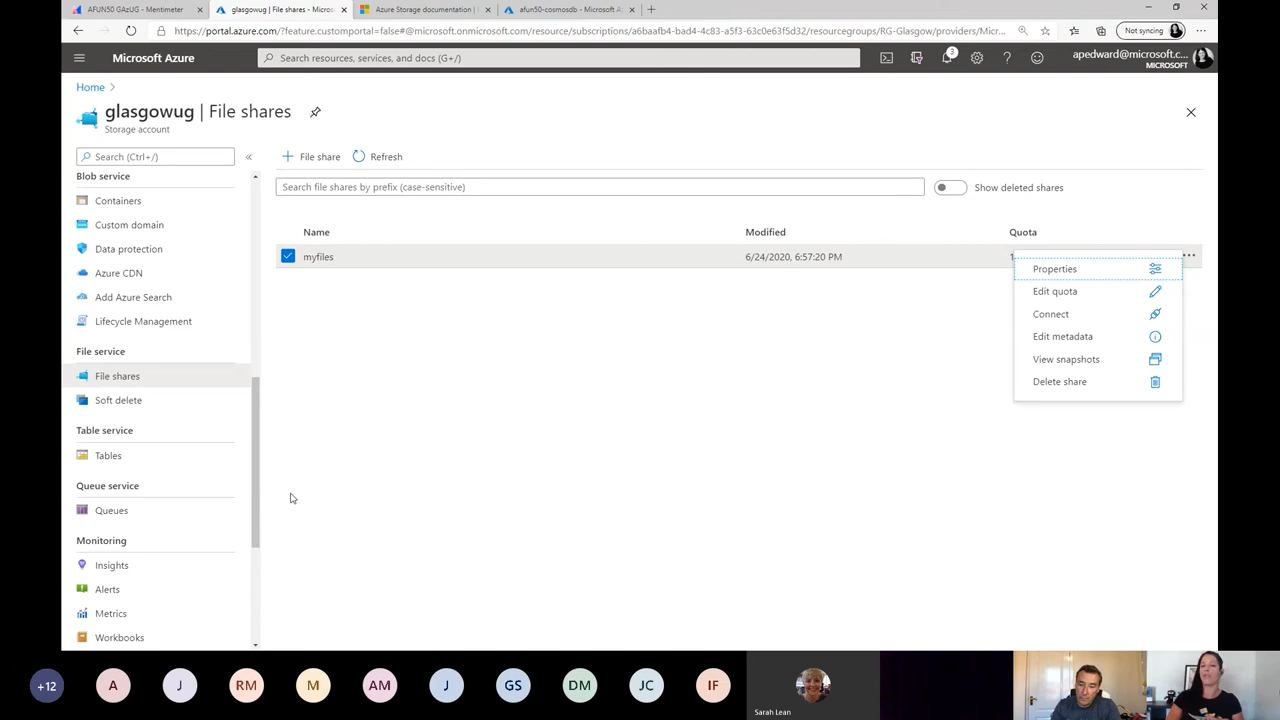 AFUN50 GAzUG - Mentimeter
glasgowug | File shares - Micros
Azure Storage documentation |
afun50-cosmosdb - Microsoft Az
https://portal.azure.com/?feature.customportal=false#@microsoft.onmicrosoft.com/resource/subscriptions/a6baafb4-bad4-4c83-a5f3-63c0e63f5d32/resourcegroups/RG-Glasgow/providers/Micr...
Not syncing
Microsoft Azure
Search resources, services, and docs (G+/)
3
apedward@microsoft.c...
MICROSOFT
Home
glasgowug | File shares
Storage account
Search (Ctrl+/)
«
File share
Refresh
Search file shares by prefix (case-sensitive)
Show deleted shares
Blob service
Containers
Custom domain
Data protection
Azure CDN
Add Azure Search
Lifecycle Management
File service
File shares
Soft delete
Table service
Tables
Queue service
Queues
Monitoring
Insights
Alerts
Metrics
Workbooks
Name
Modified
Quota
myfiles
6/24/2020, 6:57:20 PM
Properties
Edit quota
Connect
Edit metadata
View snapshots
Delete share
+12
A
J
RM
M
AM
J
GS
DM
JC
IF
Sarah Lean